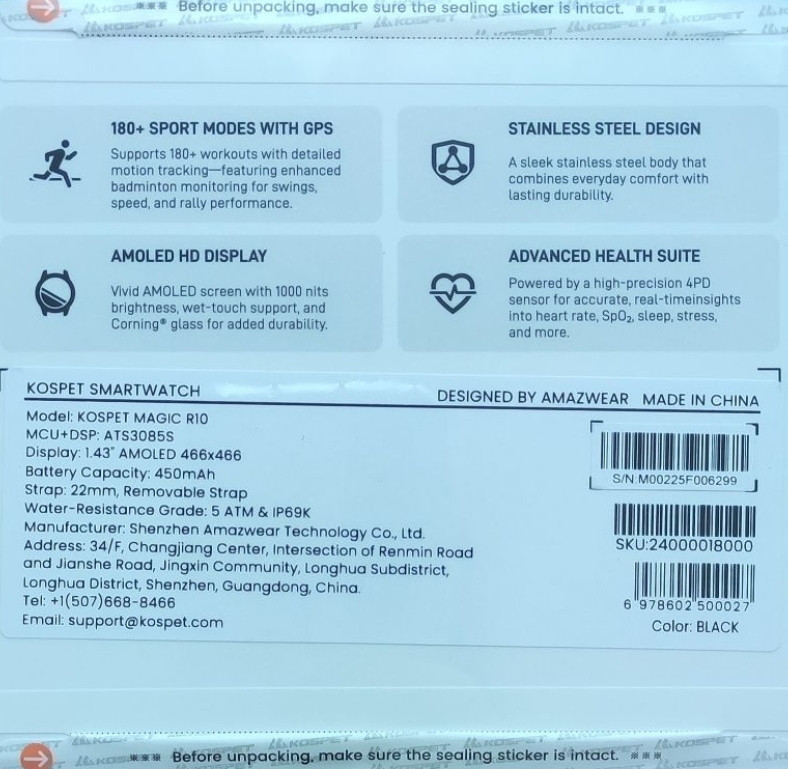 Before unpacking, make sure the sealing sticker is intact.
180+ SPORT MODES WITH GPS
Supports 180+ workouts with detailed
motion tracking—featuring enhanced
badminton monitoring for swings,
speed, and rally performance.
STAINLESS STEEL DESIGN
A sleek stainless steel body that
combines everyday comfort with
lasting durability.
AMOLED HD DISPLAY
Vivid AMOLED screen with 1000 nits
brightness, wet-touch support, and
Corning® glass for added durability.
ADVANCED HEALTH SUITE
Powered by a high-precision 4PD
sensor for accurate, real-timeinsights
into heart rate, SpO₂, sleep, stress,
and more.
KOSPET SMARTWATCH
DESIGNED BY AMAZWEAR MADE IN CHINA
Model: KOSPET MAGIC R10
MCU+DSP: ATS3085S
Display: 1.43" AMOLED 466x466
Battery Capacity: 450mAh
Strap: 22mm, Removable Strap
Water-Resistance Grade: 5 ATM & IP69K
Manufacturer: Shenzhen Amazwear Technology Co., Ltd.
Address: 34/F, Changjiang Center, Intersection of Renmin Road
and Jianshe Road, Jingxin Community, Longhua Subdistrict,
Longhua District, Shenzhen, Guangdong, China.
Tel: +1(507)668-8466
Email: support@kospet.com
S/N M00225F006299
SKU:24000018000
6 978602 500027
Color: BLACK
Before unpacking, make sure the sealing sticker is intact.